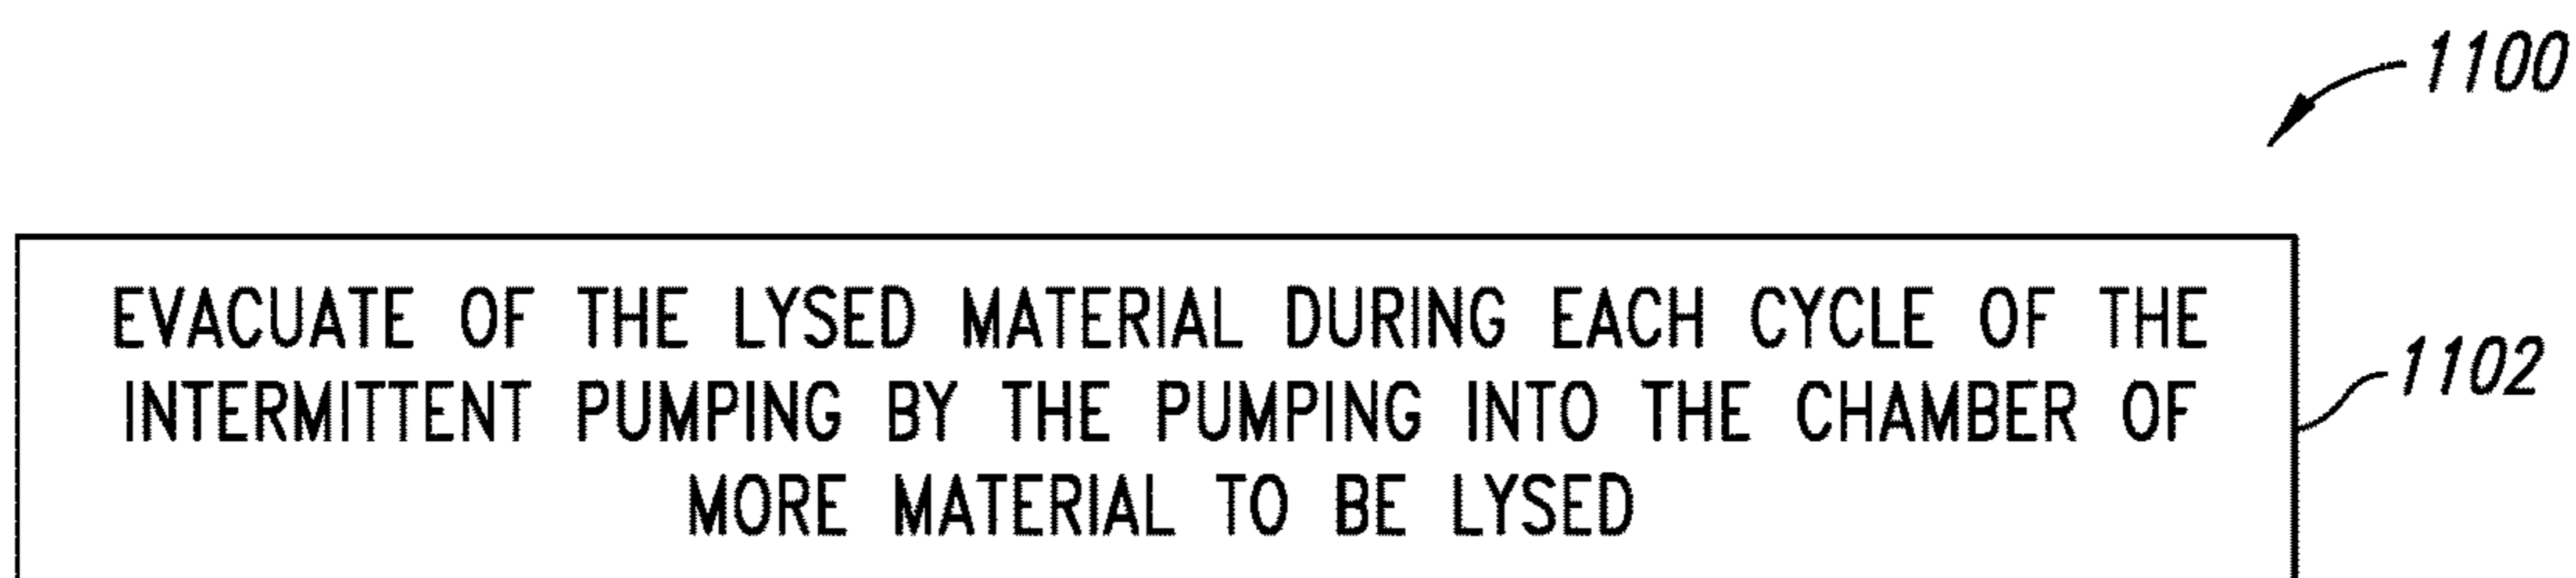 1100
EVACUATE OF THE LYSED MATERIAL DURING EACH CYCLE OF THE
INTERMITTENT PUMPING BY THE PUMPING INTO THE CHAMBER OF
1102
MORE MATERIAL TO BE LYSED